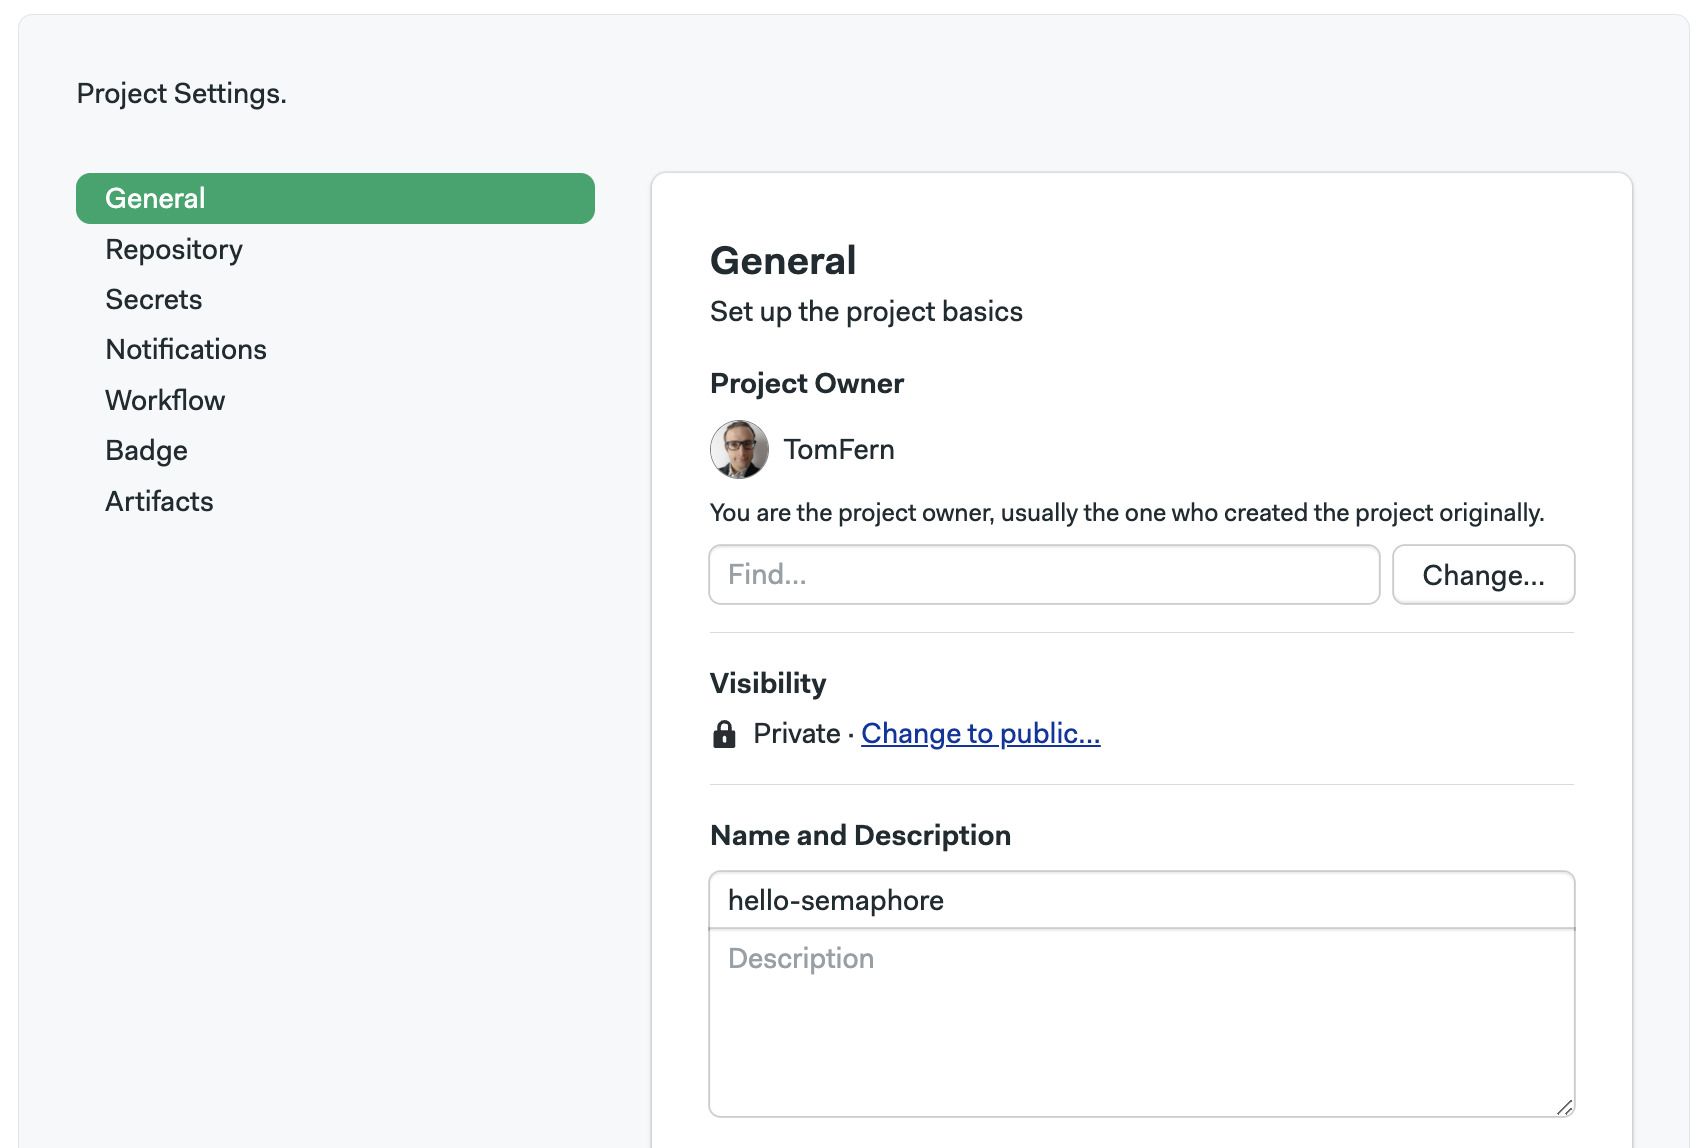 Project Settings.
General
Repository
Secrets
Notifications
Workflow
Badge
Artifacts
General
Set up the project basics
Project Owner
TomFern
You are the project owner, usually the one who created the project originally.
Find...
Change...
Visibility
Private · Change to public...
Name and Description
hello-semaphore
Description